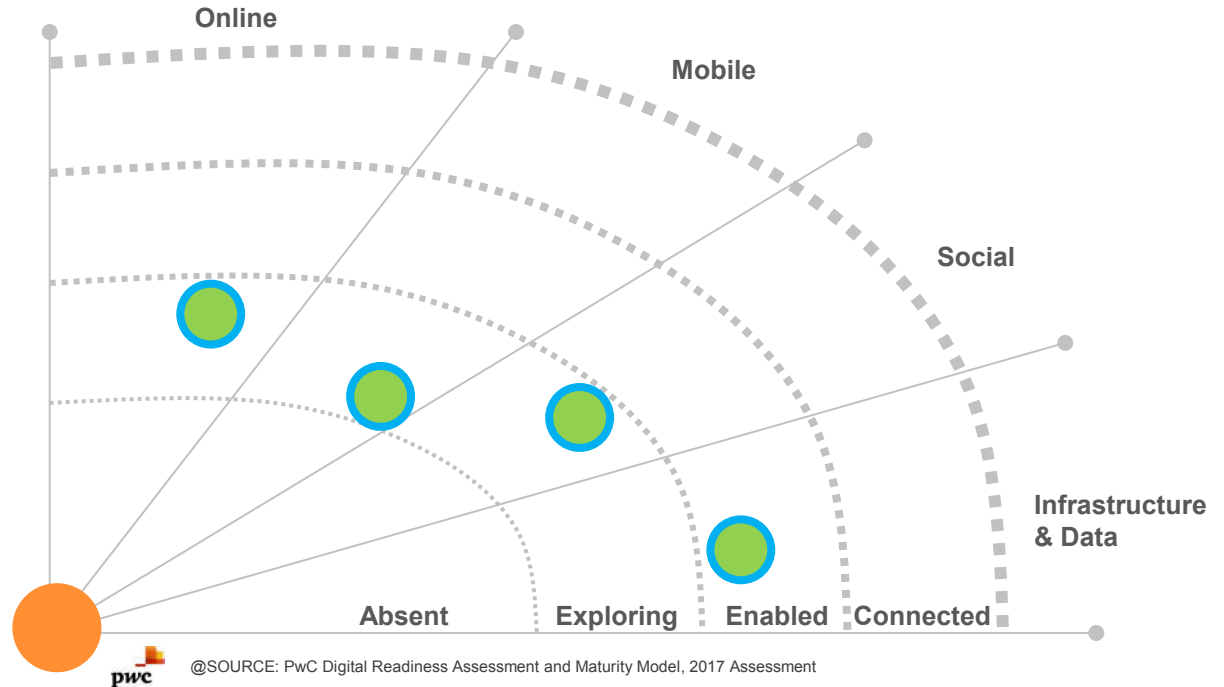 Online
Mobile
Social
Infrastructure
& Data
Absent
Exploring
Enabled
Connected
pwc
@SOURCE: PwC Digital Readiness Assessment and Maturity Model, 2017 Assessment